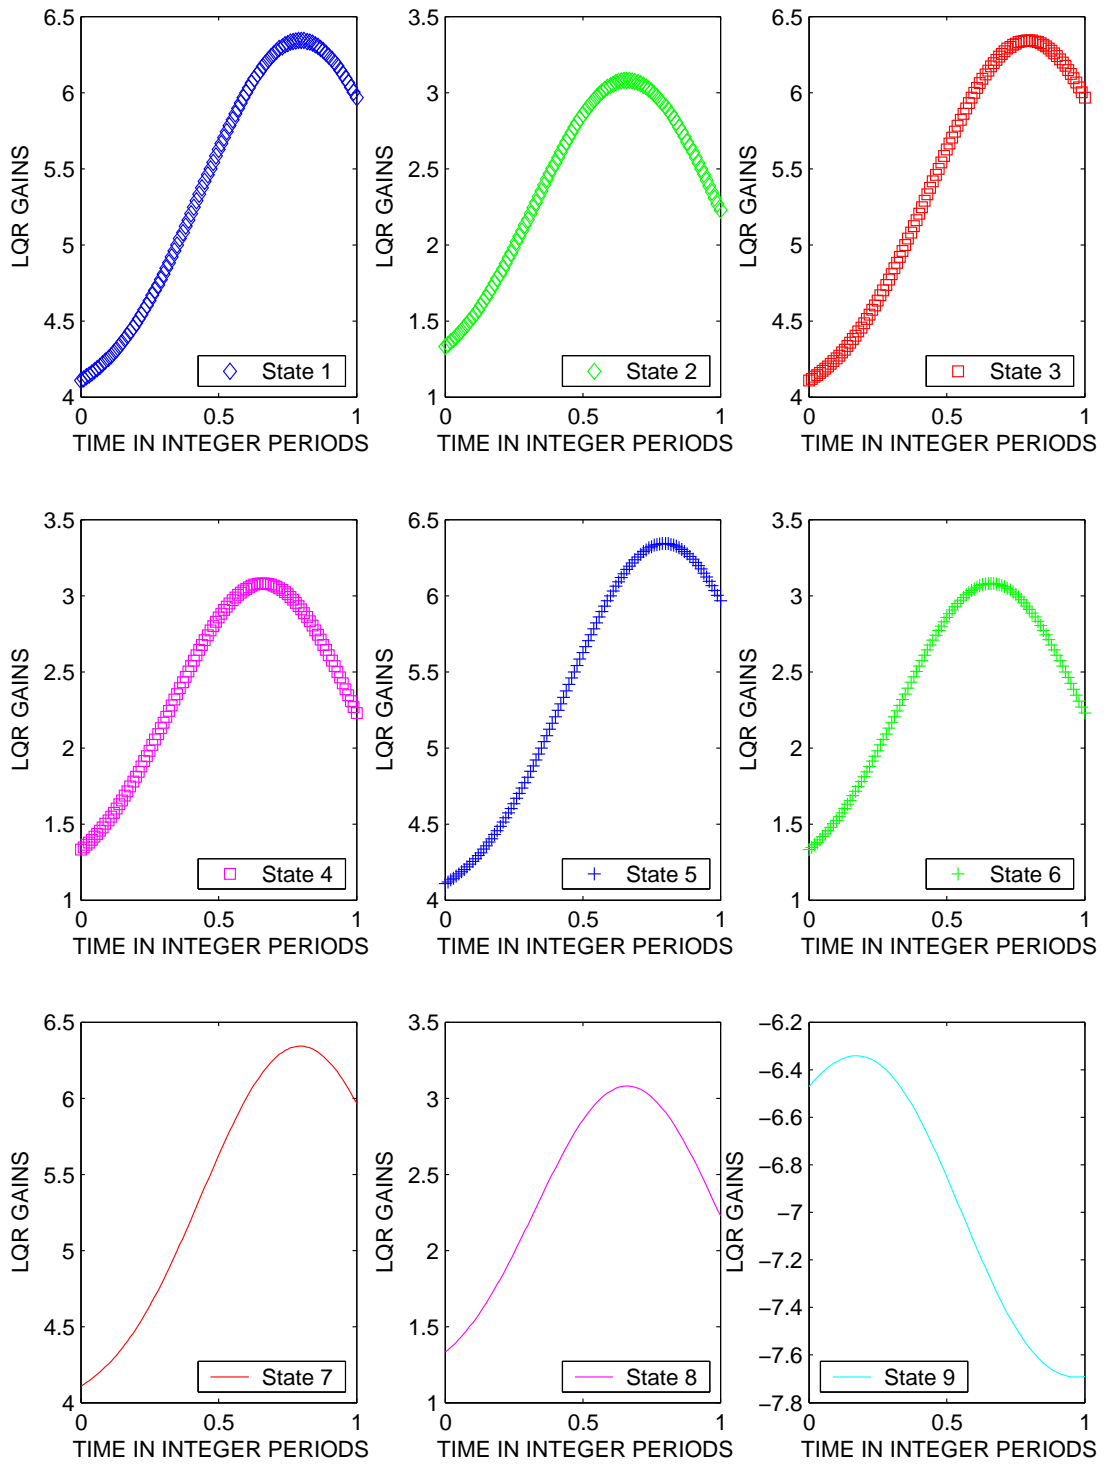 6.5
6
5.5
5
4.5
4
LQR GAINS
State 1
0 0.5 1
TIME IN INTEGER PERIODS
3.5
3
2.5
2
1.5
1
LQR GAINS
State 2
0 0.5 1
TIME IN INTEGER PERIODS
6.5
6
5.5
5
4.5
4
LQR GAINS
State 3
0 0.5 1
TIME IN INTEGER PERIODS
3.5
3
2.5
2
1.5
1
LQR GAINS
State 4
0 0.5 1
TIME IN INTEGER PERIODS
6.5
6
5.5
5
4.5
4
LQR GAINS
State 5
0 0.5 1
TIME IN INTEGER PERIODS
3.5
3
2.5
2
1.5
1
LQR GAINS
State 6
0 0.5 1
TIME IN INTEGER PERIODS
6.5
6
5.5
5
4.5
4
LQR GAINS
State 7
0 0.5 1
TIME IN INTEGER PERIODS
3.5
3
2.5
2
1.5
1
LQR GAINS
State 8
0 0.5 1
TIME IN INTEGER PERIODS
−6.2
−6.4
−6.6
−6.8
−7
−7.2
−7.4
−7.6
−7.8
LQR GAINS
State 9
0 0.5 1
TIME IN INTEGER PERIODS